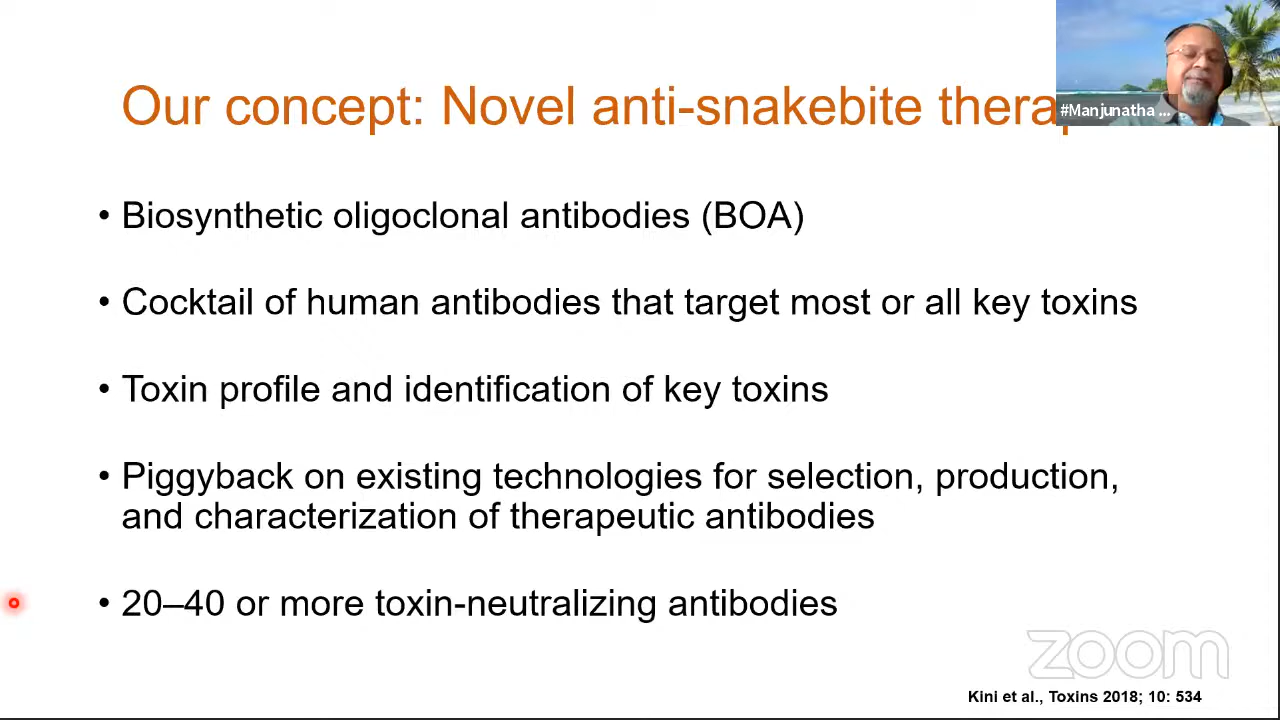 #Manjunatha ...
Our concept: Novel anti-snakebite
• Biosynthetic oligoclonal antibodies (BOA)
• Cocktail of human antibodies that target most or all key toxins
• Toxin profile and identification of key toxins
• Piggyback on existing technologies for selection, production,
and characterization of therapeutic antibodies
• 20–40 or more toxin-neutralizing antibodies
zoom
Kini et al., Toxins 2018; 10: 534